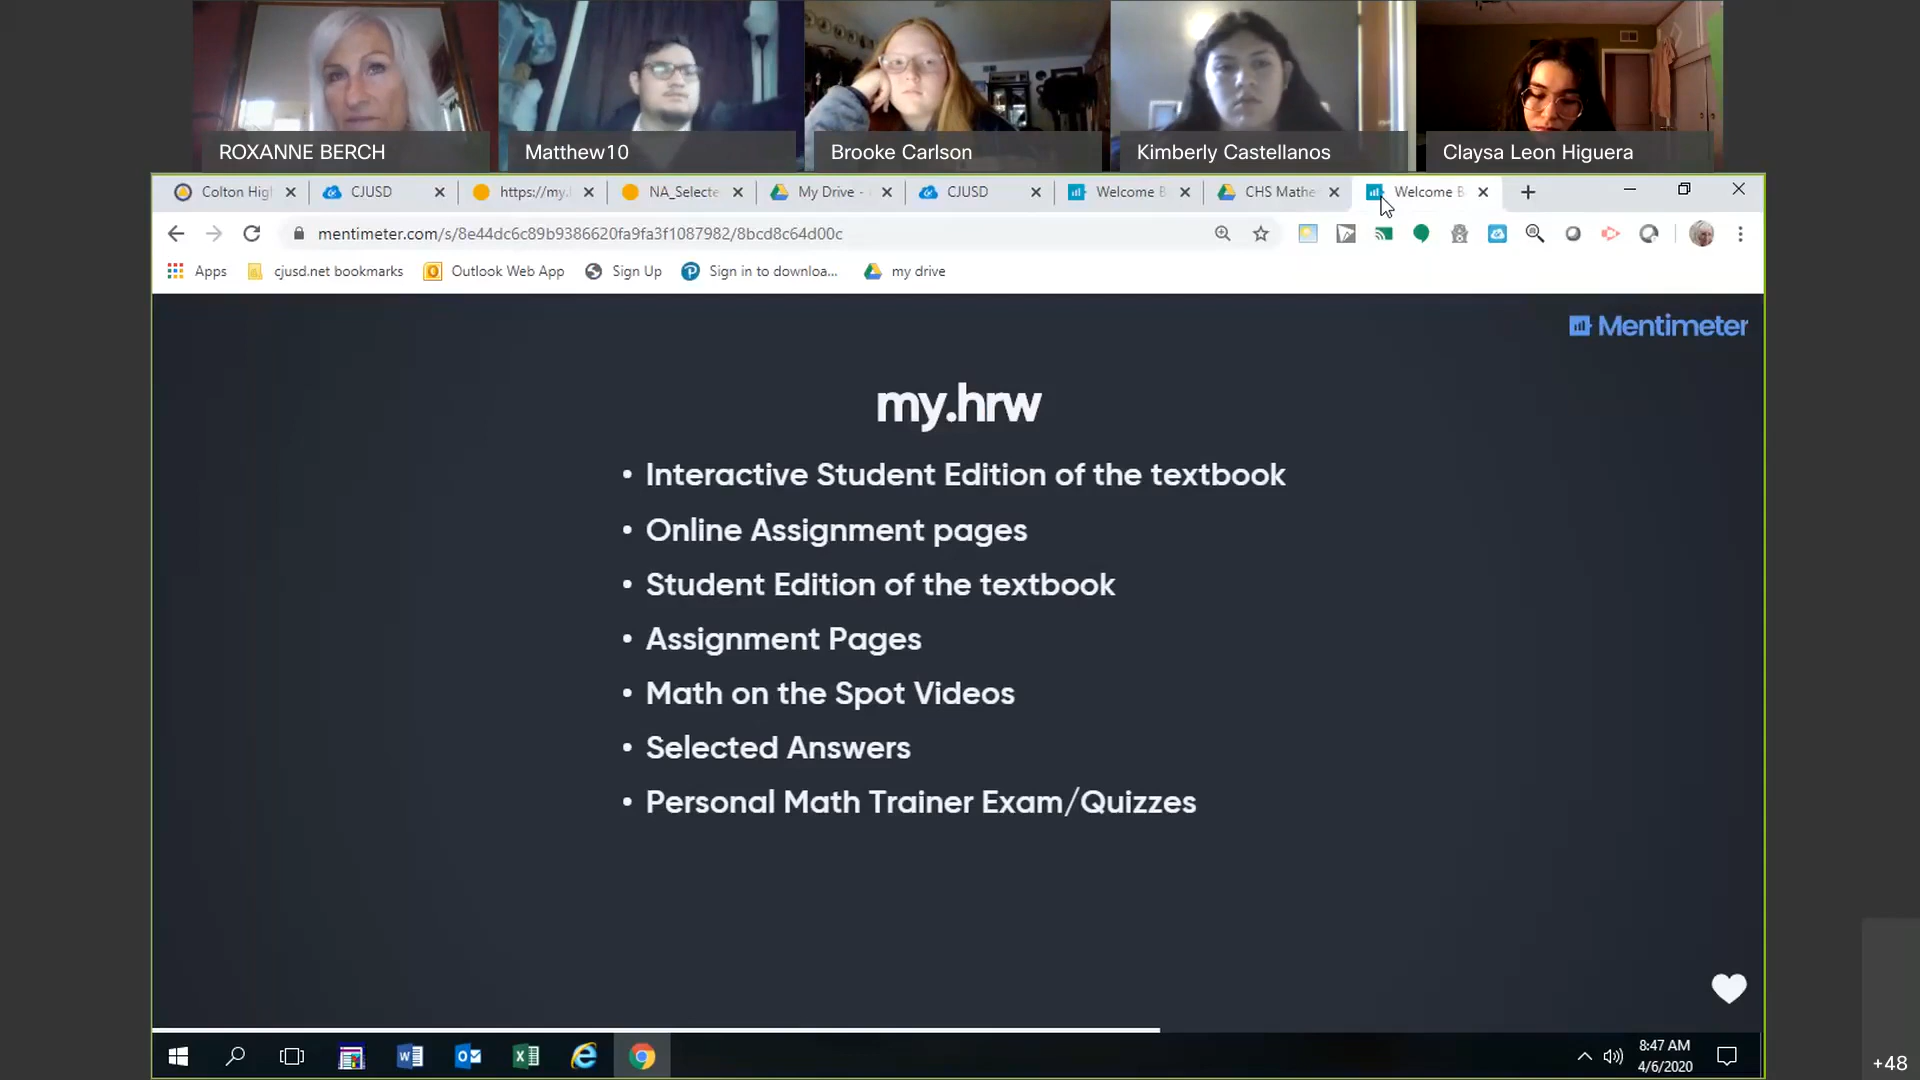 ROXANNE BERCH
Matthew10
Brooke Carlson
Kimberly Castellanos
Claysa Leon Higuera
Colton Hig
CJUSD
https://my.
NA_Selecte
My Drive -
CJUSD
Welcome B
CHS Mathe
Welcome B
mentimeter.com/s/8e44dc6c89b9386620fa9fa3f1087982/8bcd8c64d00c
Apps
cjusd.net bookmarks
Outlook Web App
Sign Up
Sign in to downloa...
my drive
Mentimeter
my.hrw
• Interactive Student Edition of the textbook
• Online Assignment pages
• Student Edition of the textbook
• Assignment Pages
• Math on the Spot Videos
• Selected Answers
• Personal Math Trainer Exam/Quizzes
8:47 AM
4/6/2020
+48